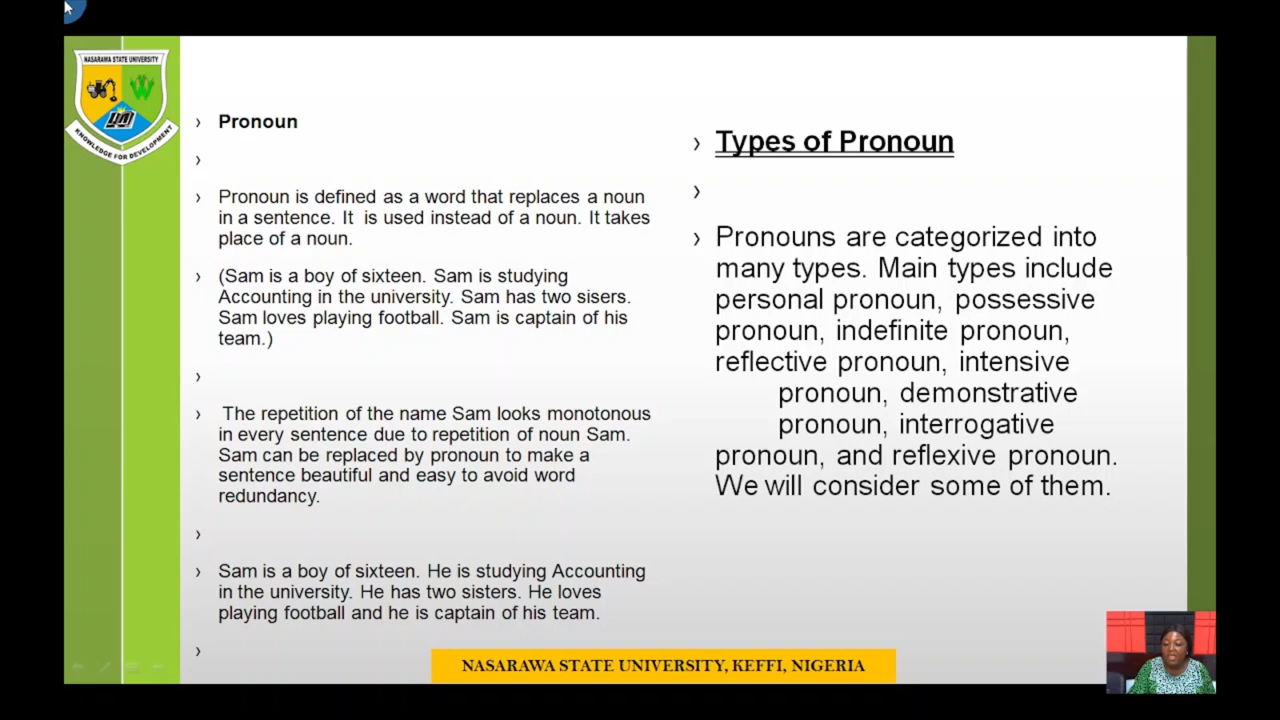 NASARAWA STATE UNIVERSITY
KNOWLEDGE FOR DEVELOPMENT
Pronoun
Pronoun is defined as a word that replaces a noun
in a sentence. It is used instead of a noun. It takes
place of a noun.
(Sam is a boy of sixteen. Sam is studying
Accounting in the university. Sam has two sisers.
Sam loves playing football. Sam is captain of his
team.)
The repetition of the name Sam looks monotonous
in every sentence due to repetition of noun Sam.
Sam can be replaced by pronoun to make a
sentence beautiful and easy to avoid word
redundancy.
Sam is a boy of sixteen. He is studying Accounting
in the university. He has two sisters. He loves
playing football and he is captain of his team.
Types of Pronoun
Pronouns are categorized into
many types. Main types include
personal pronoun, possessive
pronoun, indefinite pronoun,
reflective pronoun, intensive
pronoun, demonstrative
pronoun, interrogative
pronoun, and reflexive pronoun.
We will consider some of them.
NASARAWA STATE UNIVERSITY, KEFFI, NIGERIA